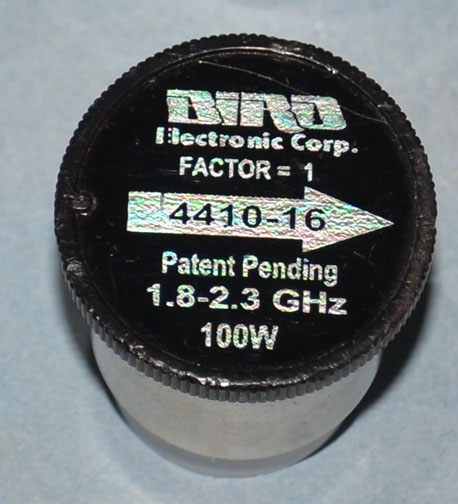 BIRD
Electronic Corp.
FACTOR = 1
4410-16
Patent Pending
1.8-2.3 GHz
100W